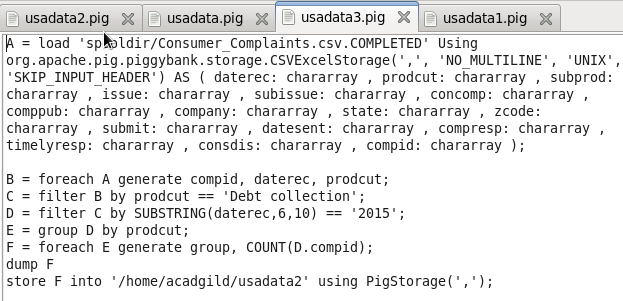 usadata2.pig usadata.pig usadata3.pig usadata1.pig
A = load 'spooldir/Consumer_Complaints.csv.COMPLETED' Using
org.apache.pig.piggybank.storage.CSVExcelStorage(',', 'NO_MULTILINE', 'UNIX',
'SKIP_INPUT_HEADER') AS ( daterec: chararray , prodcut: chararray , subprod:
chararray , issue: chararray , subissue: chararray , concomp: chararray ,
comppub: chararray , company: chararray , state: chararray , zcode:
chararray , submit: chararray , datesent: chararray , compresp: chararray ,
timelyresp: chararray , consdis: chararray , compid: chararray );
B = foreach A generate compid, daterec, prodcut;
C = filter B by prodcut == 'Debt collection';
D = filter C by SUBSTRING(daterec,6,10) == '2015';
E = group D by prodcut;
F = foreach E generate group, COUNT(D.compid);
dump F
store F into '/home/acadgild/usadata2' using PigStorage(',');